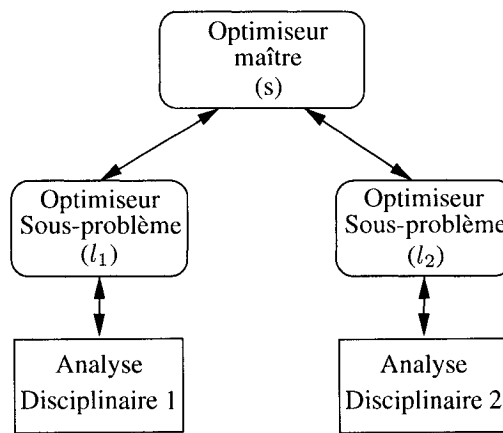 Optimiseur
maître
(s)
Optimiseur
Sous-problème
(l₁)
Optimiseur
Sous-problème
(l₂)
Analyse
Disciplinaire 1
Analyse
Disciplinaire 2